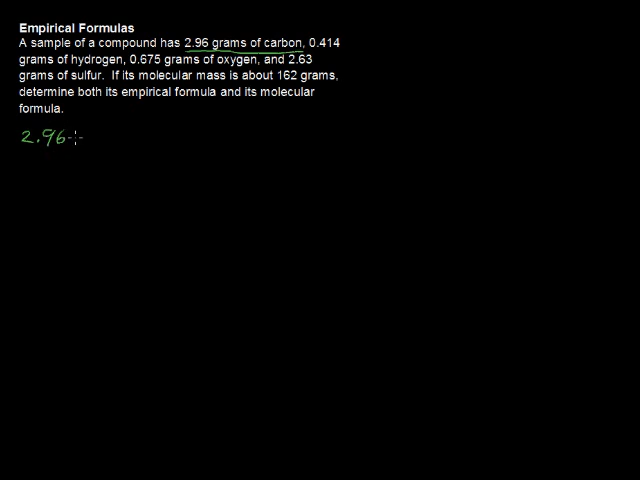 Empirical Formulas
A sample of a compound has 2.96 grams of carbon, 0.414
grams of hydrogen, 0.675 grams of oxygen, and 2.63
grams of sulfur.  If its molecular mass is about 162 grams,
determine both its empirical formula and its molecular
formula.
2.96